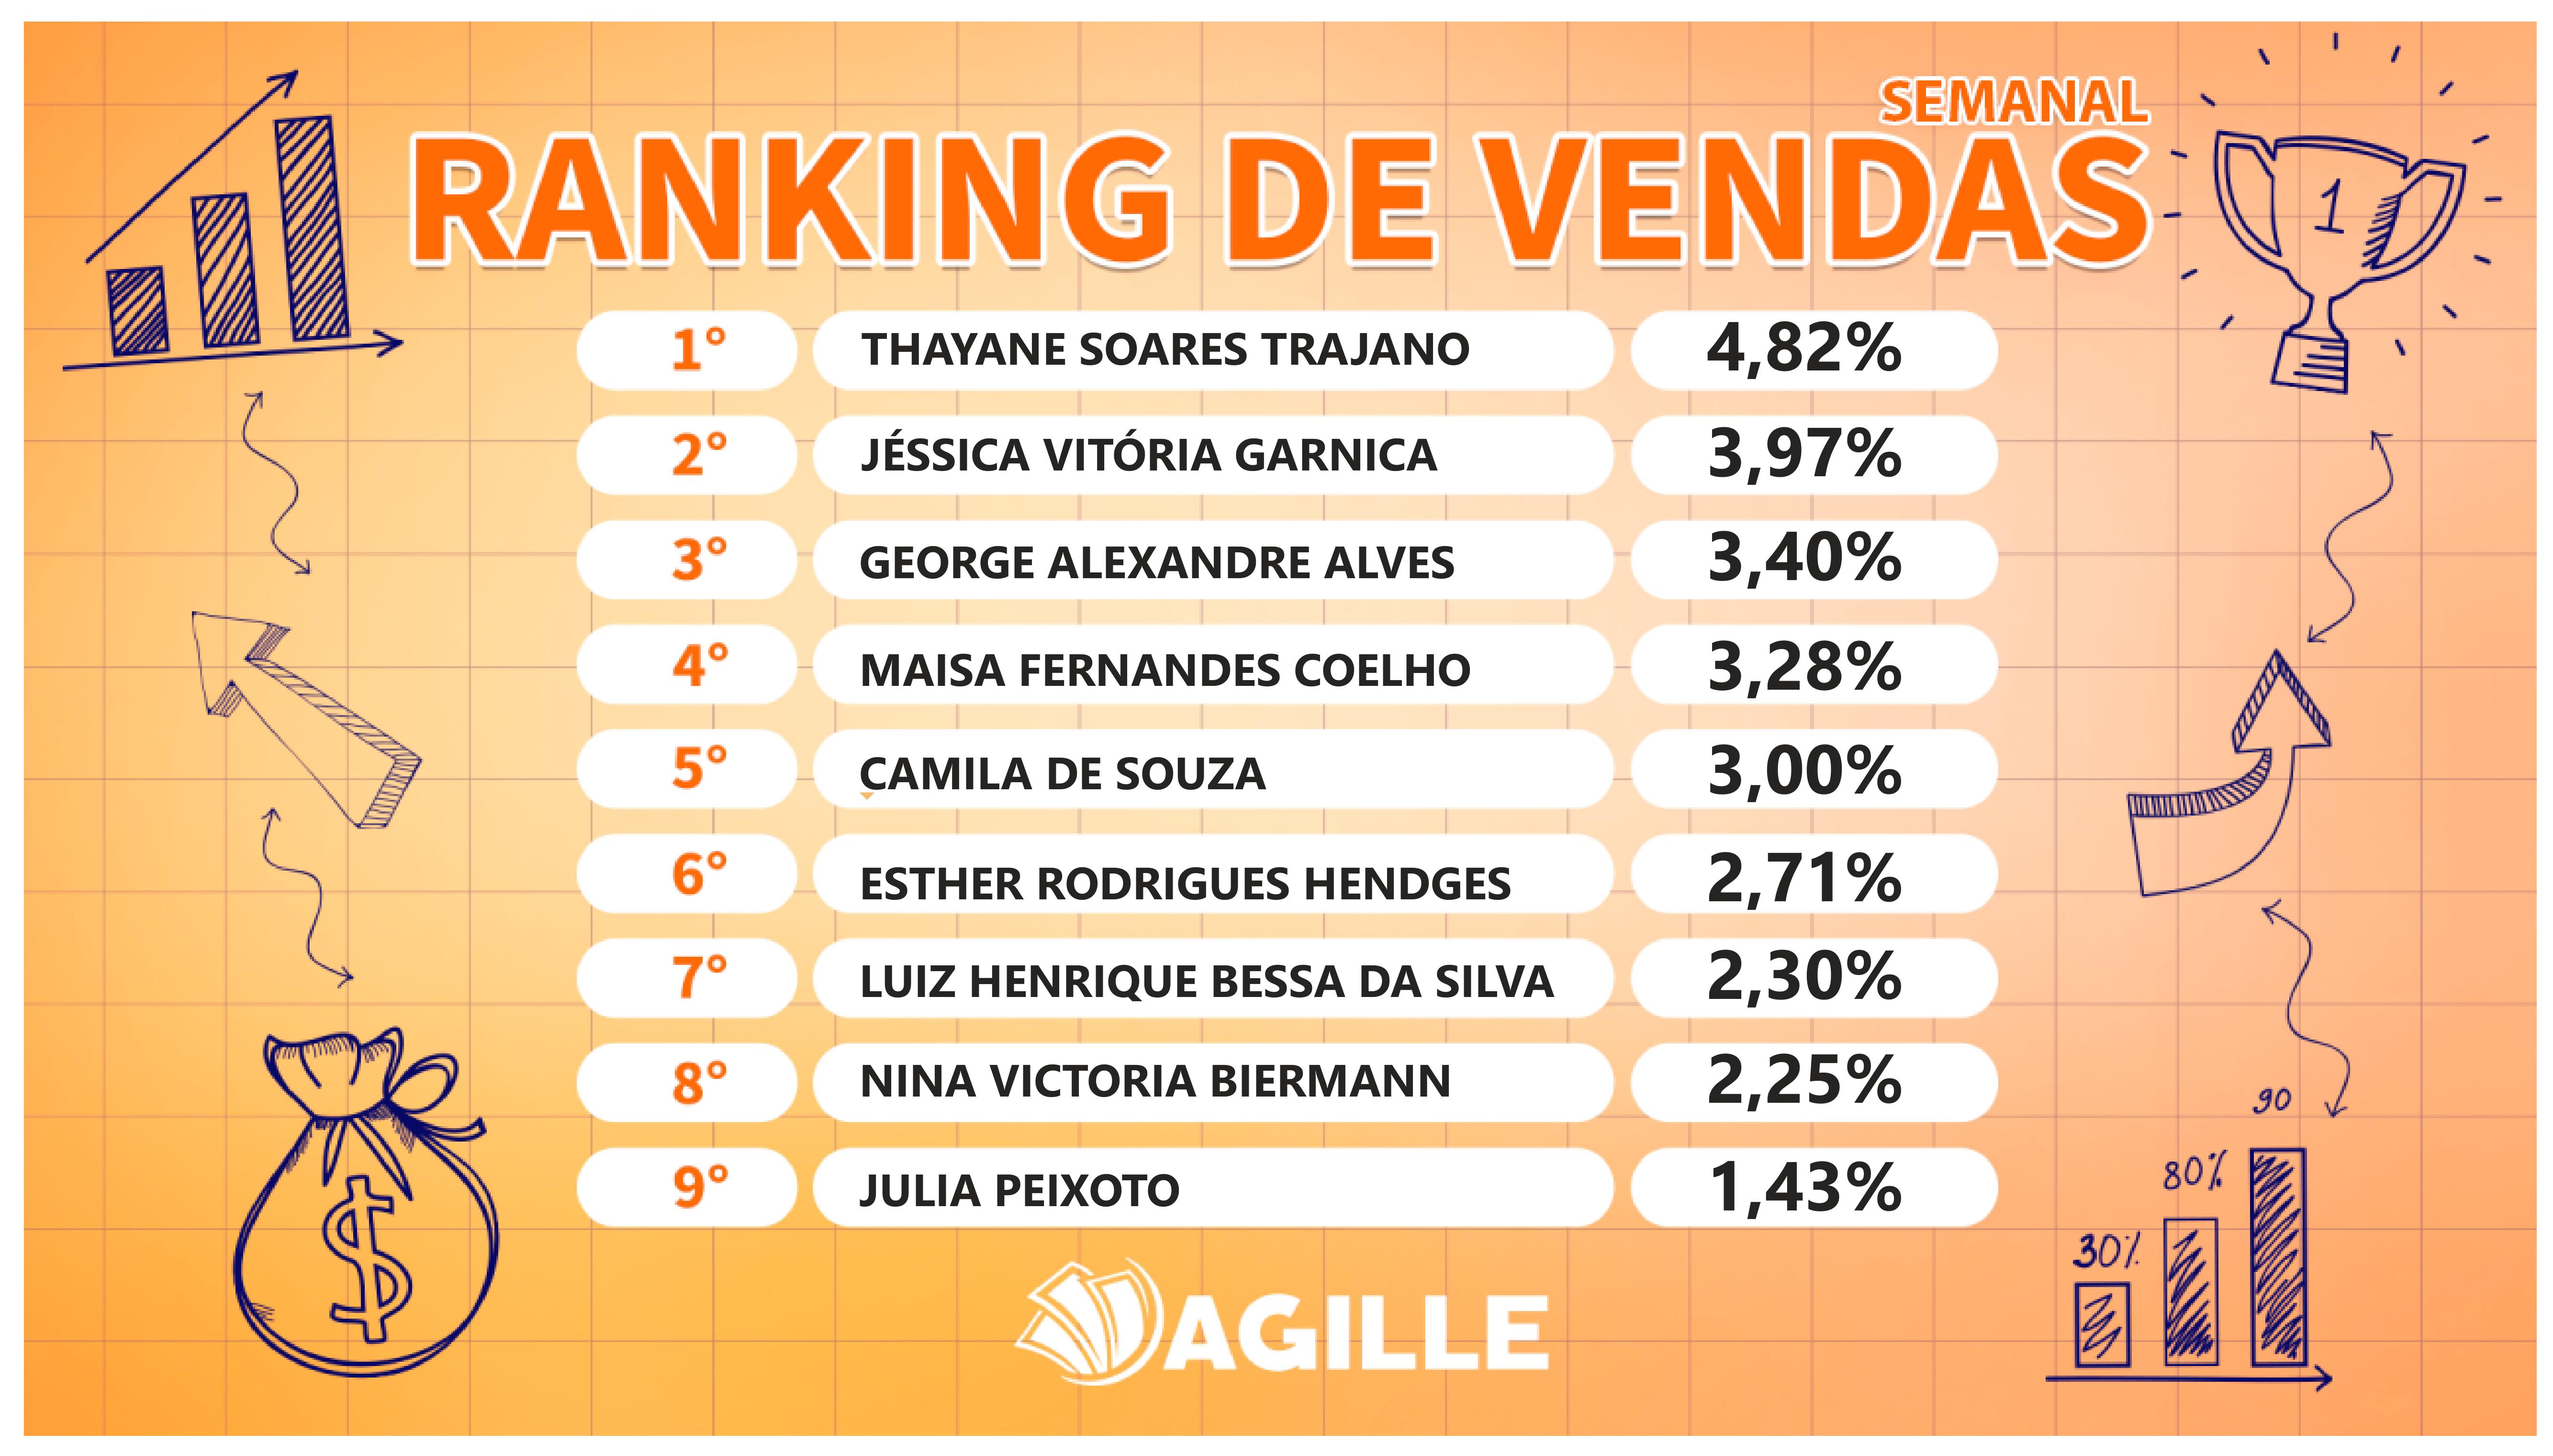 SEMANAL
RANKING DE VENDAS
1
1° THAYANE SOARES TRAJANO 4,82%
2° JÉSSICA VITÓRIA GARNICA 3,97%
3° GEORGE ALEXANDRE ALVES 3,40%
4° MAISA FERNANDES COELHO 3,28%
5° CAMILA DE SOUZA 3,00%
6° ESTHER RODRIGUES HENDGES 2,71%
7° LUIZ HENRIQUE BESSA DA SILVA 2,30%
8° NINA VICTORIA BIERMANN 2,25%
9° JULIA PEIXOTO 1,43%
$
90
80%
30%
AGILLE